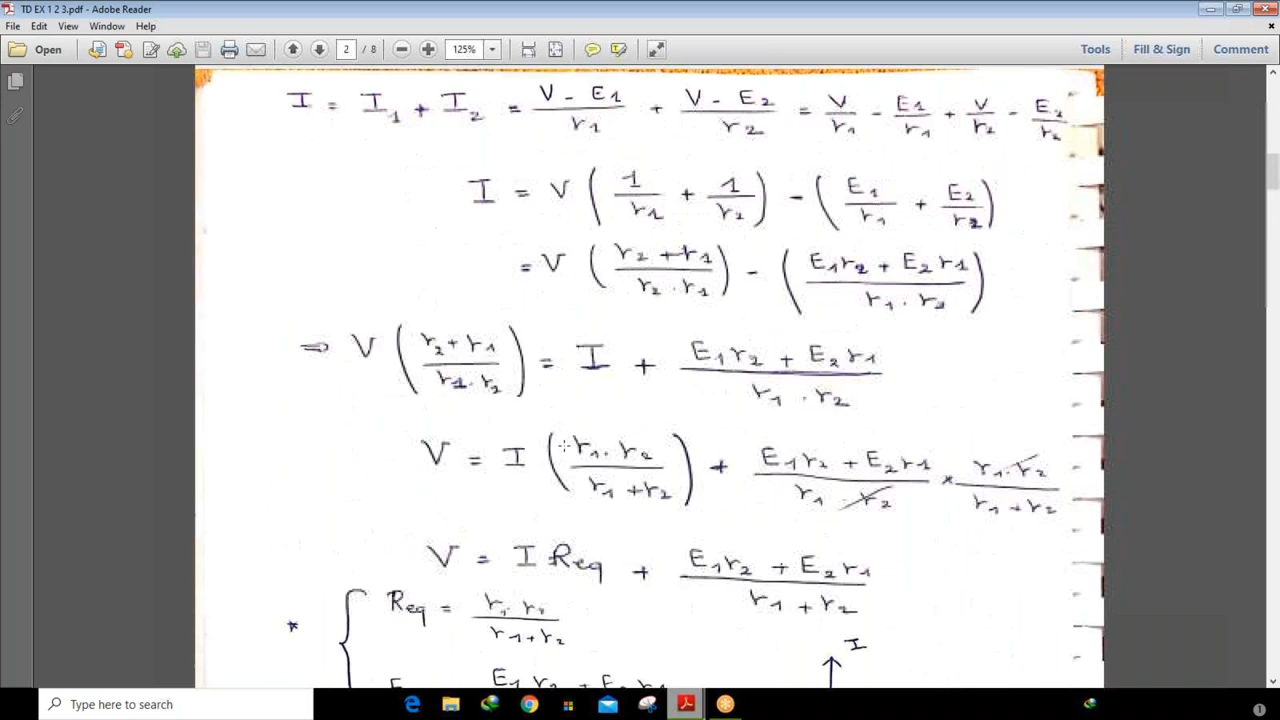 TD EX 1 2 3.pdf - Adobe Reader
File Edit View Window Help
Open 2 / 8 125% Tools Fill & Sign Comment
I = I₁ + I₂ = (V - E1)/r1 + (V - E2)/r2 = V/r1 - E1/r1 + V/r2 - E2/r2
I = V (1/r1 + 1/r2) - (E1/r1 + E2/r2)
= V ((r2 + r1)/(r2 . r1)) - ((E1r2 + E2r1)/(r1 . r2))
⇒ V ((r2 + r1)/(r1 . r2)) = I + (E1r2 + E2r1)/(r1 . r2)
V = I ((r1 . r2)/(r1 + r2)) + (E1r2 + E2r1)/(r1 . r2) * (r1 . r2)/(r1 + r2)
V = I Req + (E1r2 + E2r1)/(r1 + r2)
* { Req = (r1 . r2)/(r1 + r2)
I
Type here to search